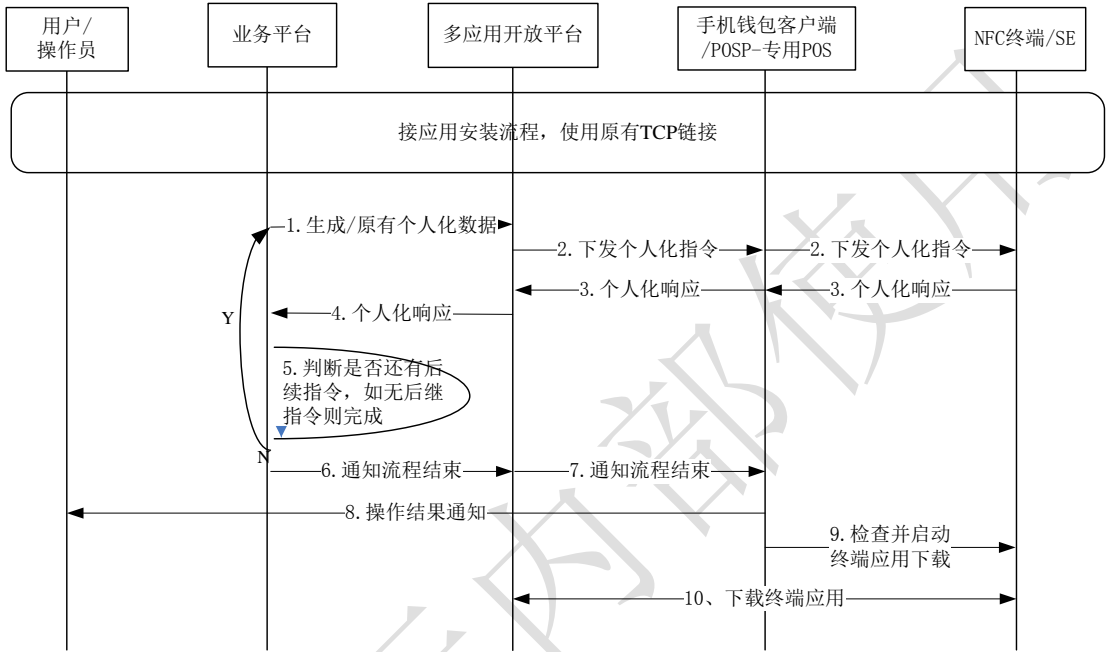 用户/
操作员
业务平台
多应用开放平台
手机钱包客户端
/POSP-专用POS
NFC终端/SE
接应用安装流程，使用原有TCP链接
1.生成/原有个人化数据
2.下发个人化指令
2.下发个人化指令
3.个人化响应
3.个人化响应
4.个人化响应
Y
5.判断是否还有后
续指令，如无后继
指令则完成
N
6.通知流程结束
7.通知流程结束
8.操作结果通知
9.检查并启动
终端应用下载
10、下载终端应用
内部使用